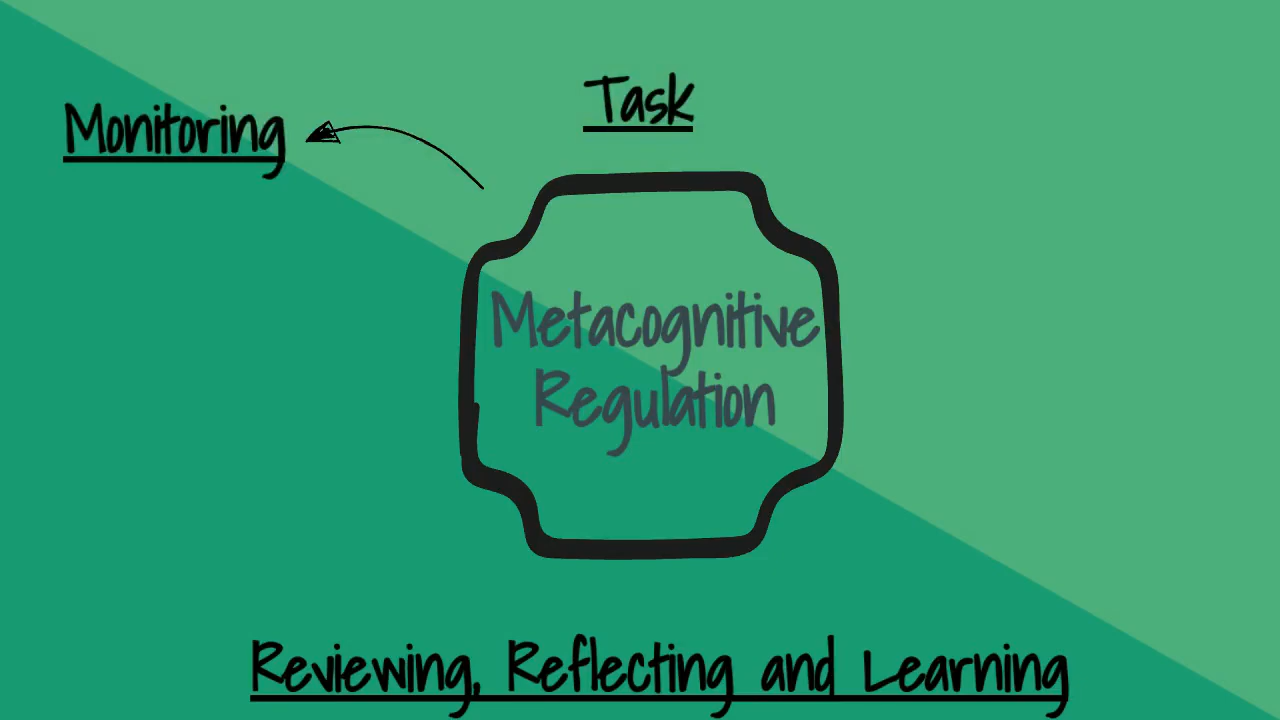 Task
Monitoring
Metacognitive
Regulation
Reviewing, Reflecting and Learning